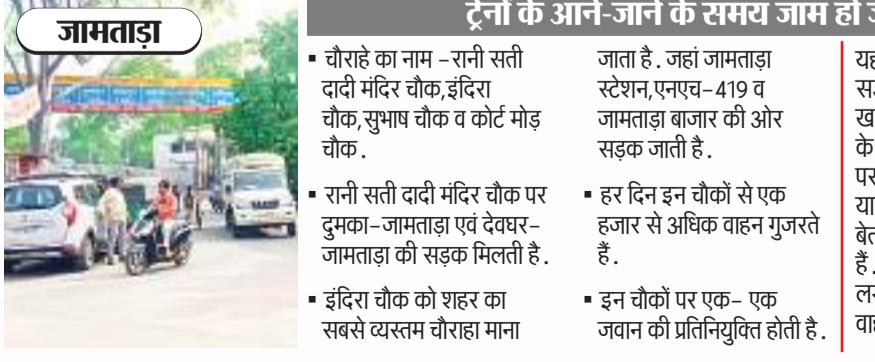 जामताड़ा
ट्रेनों के आने-जाने के समय जाम हो
▪ चौराहे का नाम –रानी सती
दादी मंदिर चौक,इंदिरा
चौक,सुभाष चौक व कोर्ट मोड़
चौक.
▪ रानी सती दादी मंदिर चौक पर
दुमका–जामताड़ा एवं देवघर–
जामताड़ा की सड़क मिलती है.
▪ इंदिरा चौक को शहर का
सबसे व्यस्तम चौराहा माना
जाता है. जहां जामताड़ा
स्टेशन,एनएच–419 व
जामताड़ा बाजार की ओर
सड़क जाती है.
▪ हर दिन इन चौकों से एक
हजार से अधिक वाहन गुजरते
हैं.
▪ इन चौकों पर एक– एक
जवान की प्रतिनियुक्ति होती है.
के
हैं.